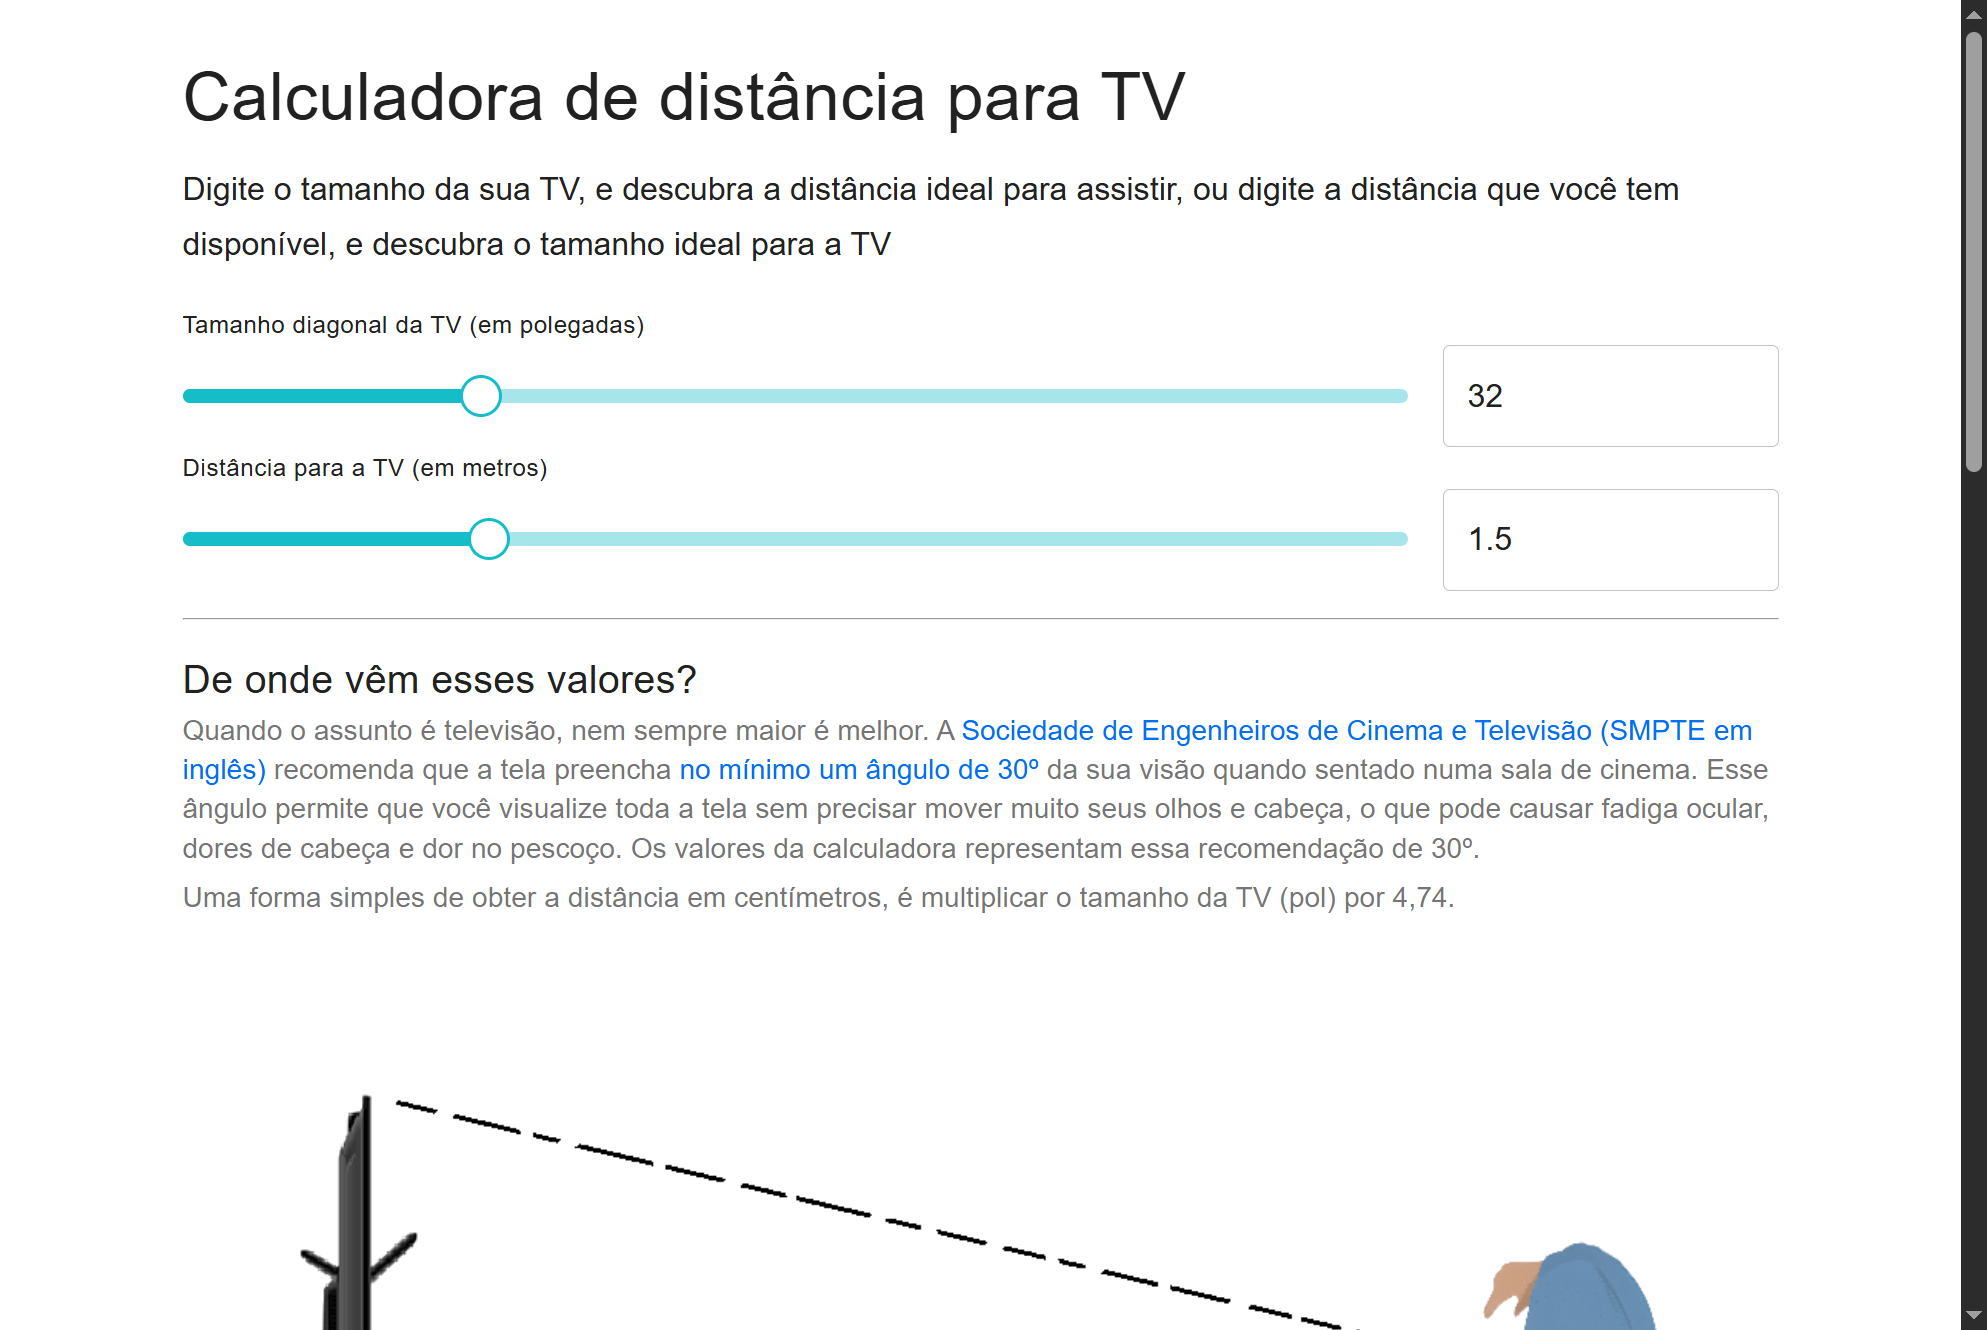 Calculadora de distância para TV
Digite o tamanho da sua TV, e descubra a distância ideal para assistir, ou digite a distância que você tem
disponível, e descubra o tamanho ideal para a TV
Tamanho diagonal da TV (em polegadas)
32
Distância para a TV (em metros)
1.5
De onde vêm esses valores?
Quando o assunto é televisão, nem sempre maior é melhor. A Sociedade de Engenheiros de Cinema e Televisão (SMPTE em
inglês) recomenda que a tela preencha no mínimo um ângulo de 30º da sua visão quando sentado numa sala de cinema. Esse
ângulo permite que você visualize toda a tela sem precisar mover muito seus olhos e cabeça, o que pode causar fadiga ocular,
dores de cabeça e dor no pescoço. Os valores da calculadora representam essa recomendação de 30º.
Uma forma simples de obter a distância em centímetros, é multiplicar o tamanho da TV (pol) por 4,74.